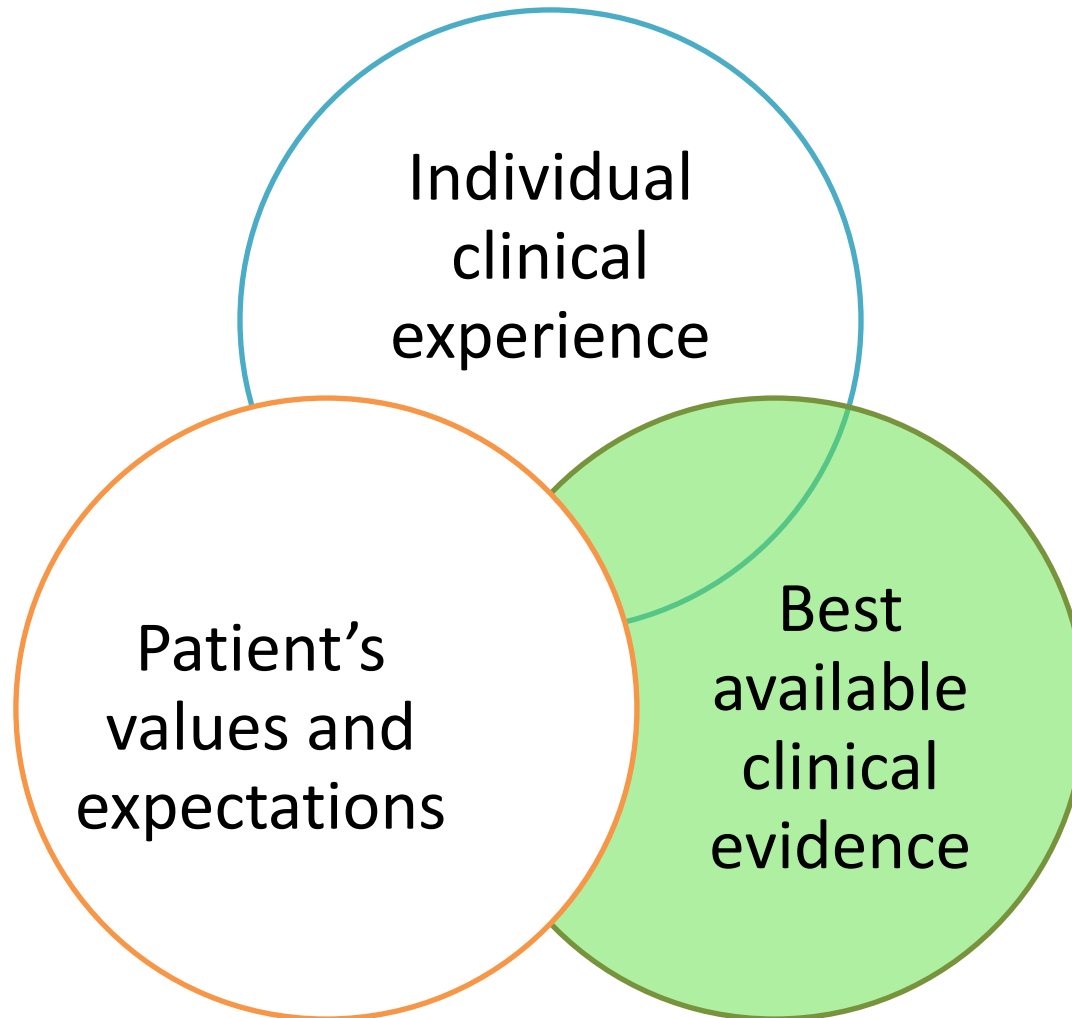 Individual
clinical
experience
Patient’s
values and
expectations
Best
available
clinical
evidence